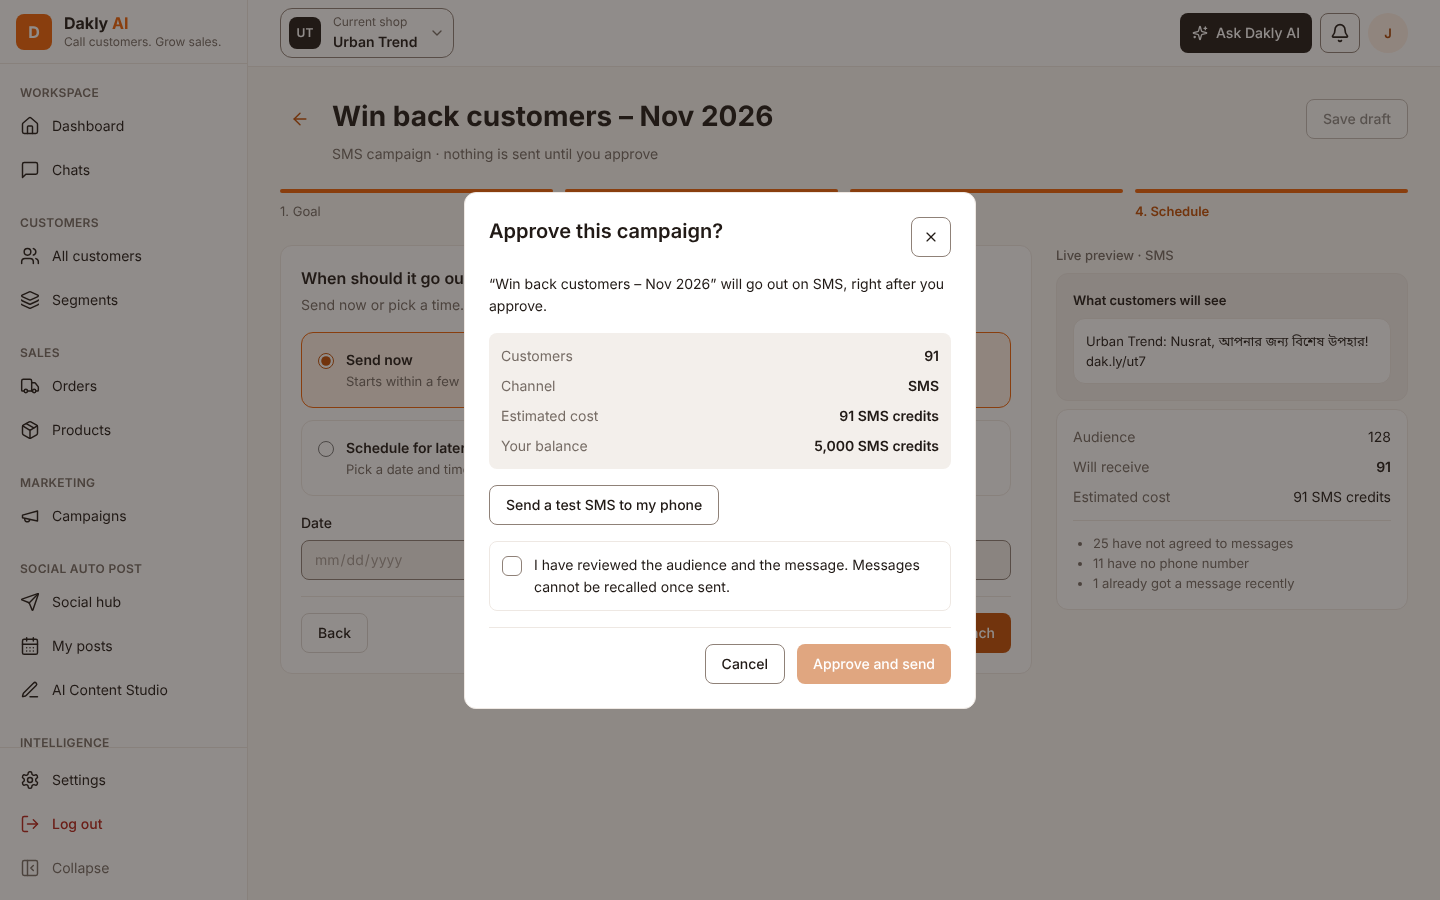 Dakly AI
Call customers. Grow sales.
D
WORKSPACE
Dashboard
Chats
CUSTOMERS
All customers
Segments
SALES
Orders
Products
MARKETING
Campaigns
SOCIAL AUTO POST
Social hub
My posts
AI Content Studio
INTELLIGENCE
Settings
Log out
Collapse
UT
Current shop
Urban Trend
Ask Dakly AI
J
Win back customers – Nov 2026
SMS campaign · nothing is sent until you approve
Save draft
1. Goal
4. Schedule
When should it go ou
Send now or pick a time.
Send now
Starts within a few
Schedule for later
Pick a date and tim
Date
mm/dd/yyyy
Back
Approve this campaign?
“Win back customers – Nov 2026” will go out on SMS, right after you
approve.
Customers 91
Channel SMS
Estimated cost 91 SMS credits
Your balance 5,000 SMS credits
Send a test SMS to my phone
I have reviewed the audience and the message. Messages
cannot be recalled once sent.
Cancel
Approve and send
Live preview · SMS
What customers will see
Urban Trend: Nusrat, আপনার জন্য বিশেষ উপহার!
dak.ly/ut7
Audience 128
Will receive 91
Estimated cost 91 SMS credits
25 have not agreed to messages
11 have no phone number
1 already got a message recently